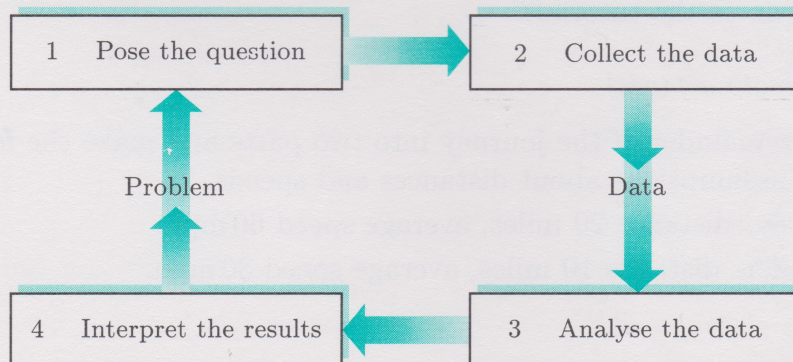 1 Pose the question
2 Collect the data
Problem
Data
4 Interpret the results
3 Analyse the data